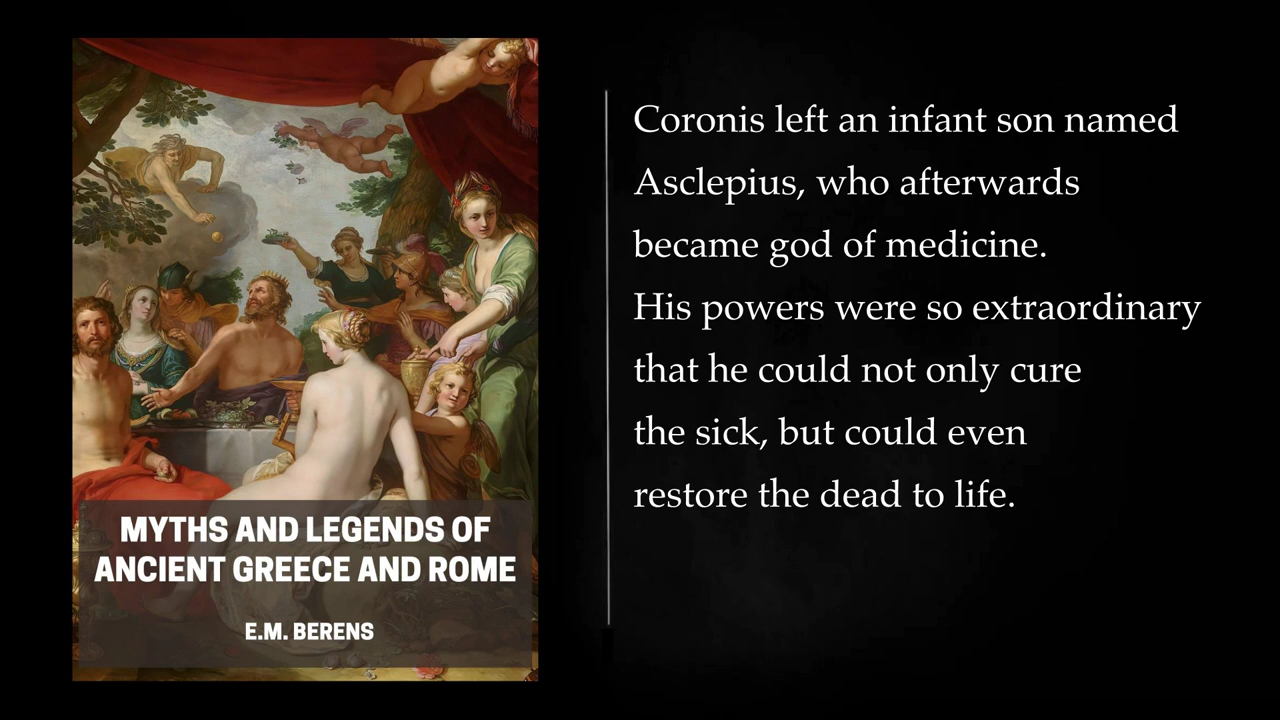 MYTHS AND LEGENDS OF
ANCIENT GREECE AND ROME
E.M. BERENS
Coronis left an infant son named
Asclepius, who afterwards
became god of medicine.
His powers were so extraordinary
that he could not only cure
the sick, but could even
restore the dead to life.